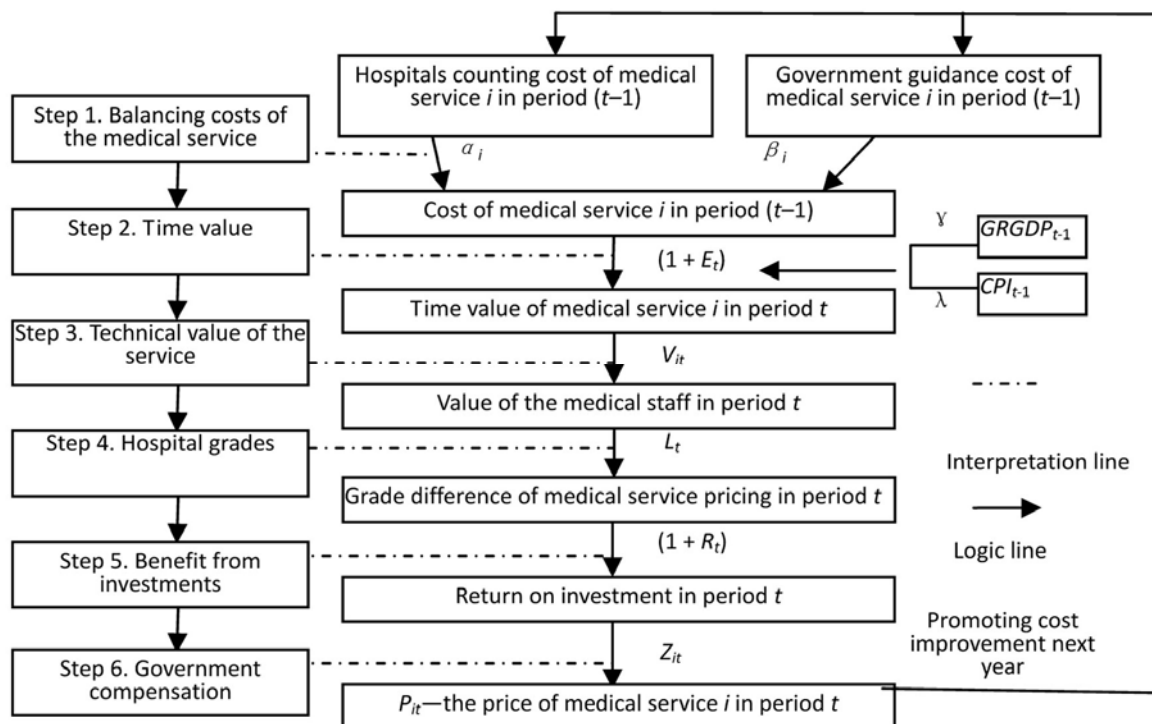 Hospitals counting cost of medical
service i in period (t–1)
Government guidance cost of
medical service i in period (t–1)
Step 1. Balancing costs of
the medical service
α i
β i
Cost of medical service i in period (t–1)
Step 2. Time value
(1 + Et)
γ
GRGDPt-1
λ
CPIt-1
Time value of medical service i in period t
Step 3. Technical value of the
service
Vit
Value of the medical staff in period t
Step 4. Hospital grades
Lt
Interpretation line
Grade difference of medical service pricing in period t
(1 + Rt)
Logic line
Step 5. Benefit from
investments
Return on investment in period t
Promoting cost
improvement next
year
Zit
Step 6. Government
compensation
Pit—the price of medical service i in period t